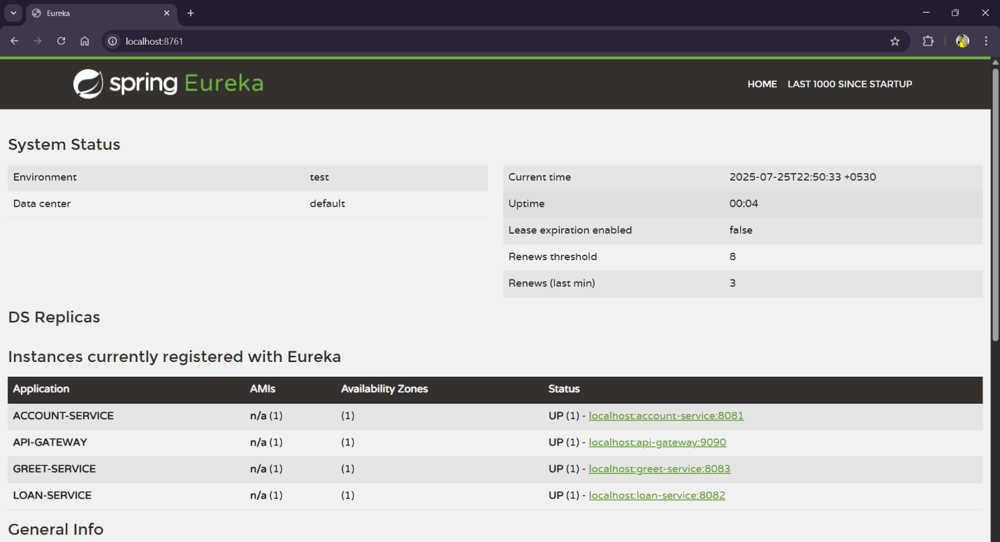 Eureka
localhost:8761
spring Eureka
HOME LAST 1000 SINCE STARTUP
System Status
Environment test
Data center default
Current time 2025-07-25T22:50:33 +0530
Uptime 00:04
Lease expiration enabled false
Renews threshold 8
Renews (last min) 3
DS Replicas
Instances currently registered with Eureka
Application AMIs Availability Zones Status
ACCOUNT-SERVICE n/a (1) (1) UP (1) - localhost:account-service:8081
API-GATEWAY n/a (1) (1) UP (1) - localhost:api-gateway:9090
GREET-SERVICE n/a (1) (1) UP (1) - localhost:greet-service:8083
LOAN-SERVICE n/a (1) (1) UP (1) - localhost:loan-service:8082
General Info